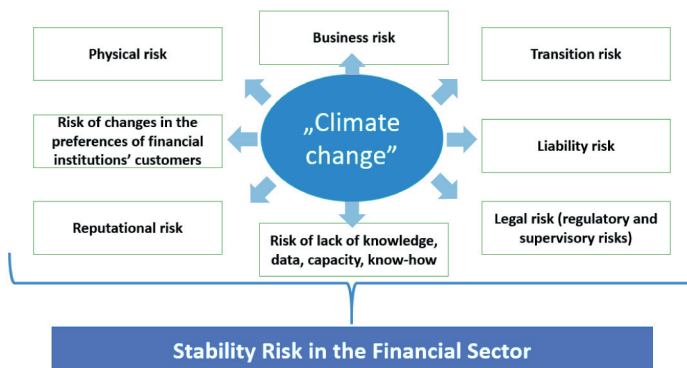 Business risk
Physical risk
Transition risk
„Climate
change”
Risk of changes in the
preferences of financial
institutions’ customers
Liability risk
Reputational risk
Legal risk (regulatory and
supervisory risks)
Risk of lack of knowledge,
data, capacity, know-how
Stability Risk in the Financial Sector